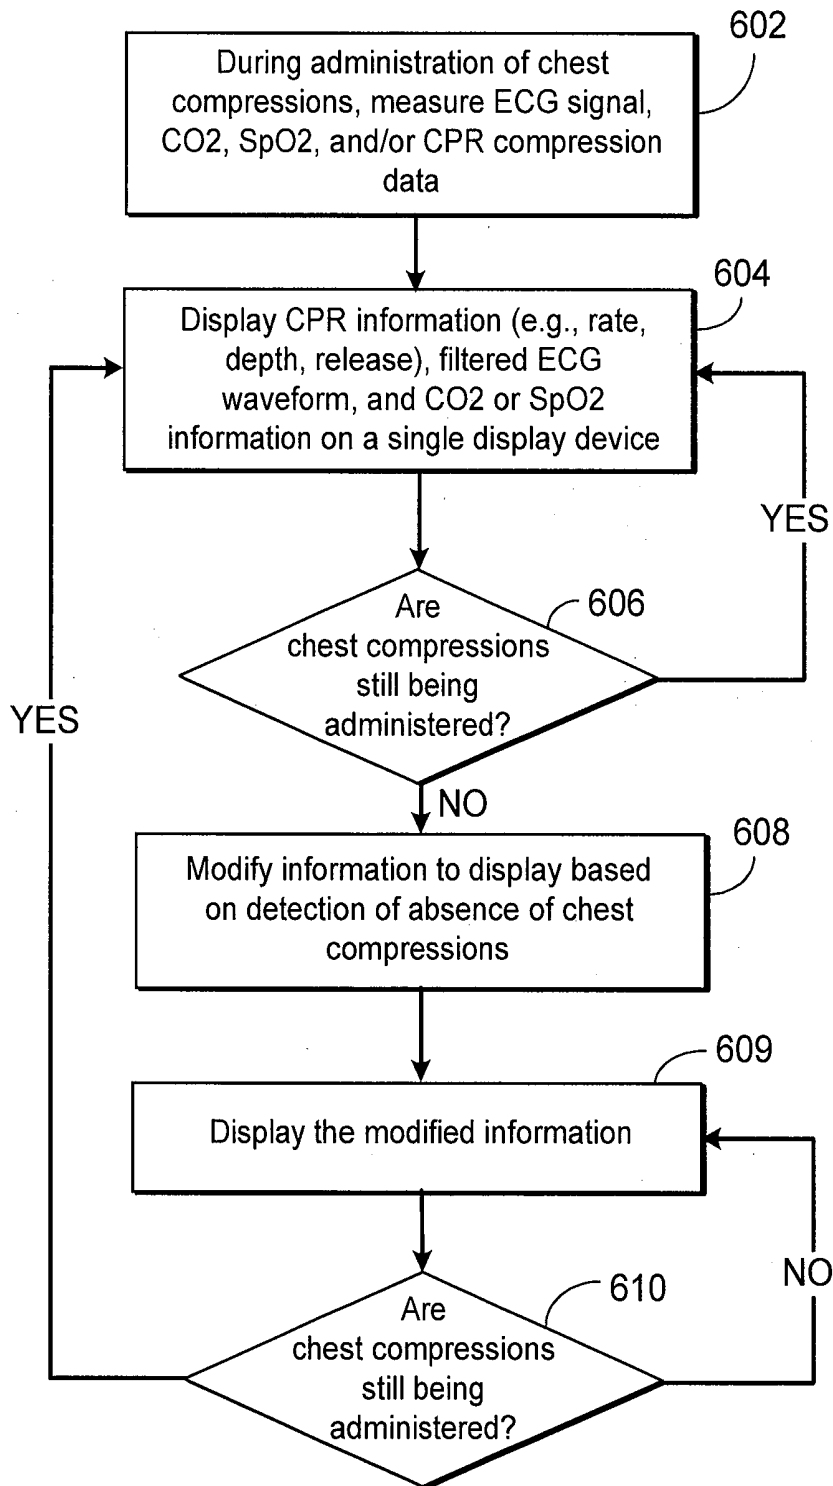 602
During administration of chest
compressions, measure ECG signal,
CO2, SpO2, and/or CPR compression
data
604
Display CPR information (e.g., rate,
depth, release), filtered ECG
waveform, and CO2 or SpO2
information on a single display device
YES
606
Are
chest compressions
still being
administered?
YES
NO
608
Modify information to display based
on detection of absence of chest
compressions
609
Display the modified information
NO
610
Are
chest compressions
still being
administered?